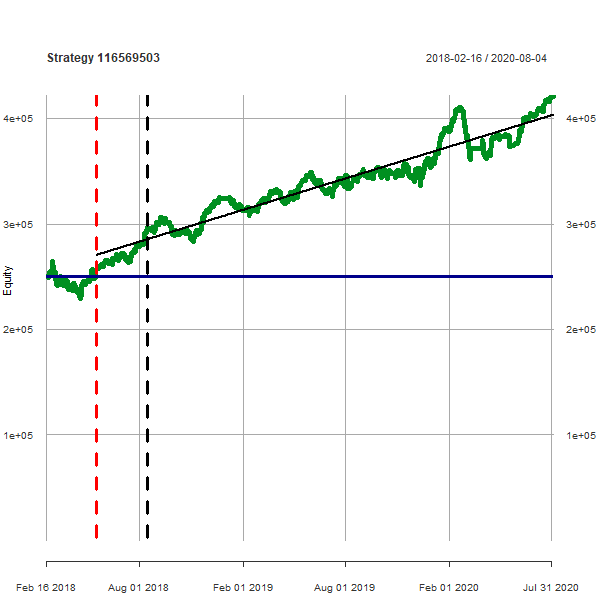 Strategy 116569503
2018-02-16 / 2020-08-04
4e+05
4e+05
3e+05
3e+05
Equity
2e+05
2e+05
1e+05
1e+05
Feb 16 2018
Aug 01 2018
Feb 01 2019
Aug 01 2019
Feb 01 2020
Jul 31 2020